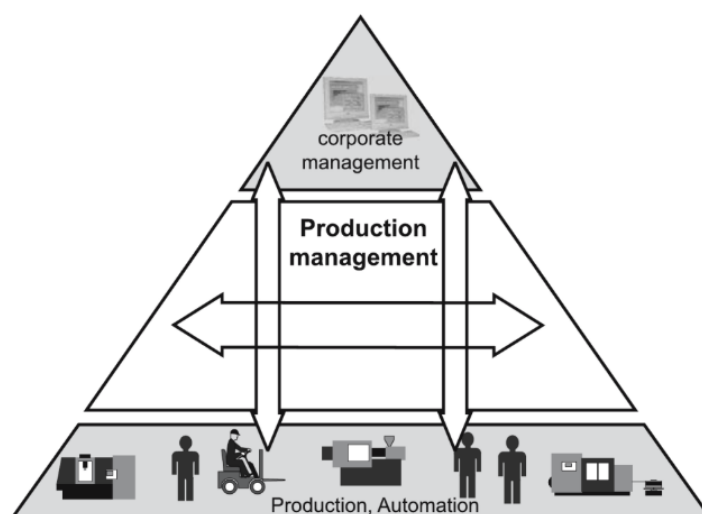 corporate
management
Production
management
Production, Automation